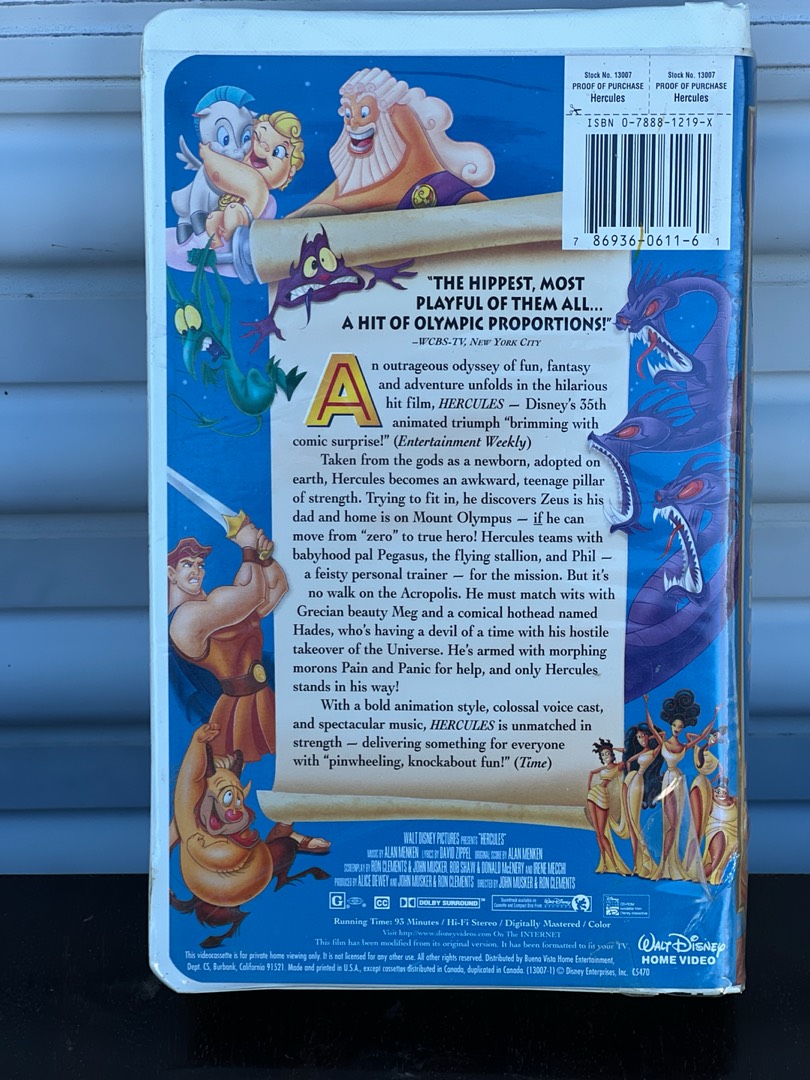 Stock No. 13007
PROOF OF PURCHASE
Hercules
Stock No. 13007
PROOF OF PURCHASE
Hercules
ISBN 0-7888-1219-X
7 86936-0611-6 1
"THE HIPPEST, MOST
PLAYFUL OF THEM ALL...
A HIT OF OLYMPIC PROPORTIONS!"
–WCBS-TV, NEW YORK CITY
An outrageous odyssey of fun, fantasy
and adventure unfolds in the hilarious
hit film, HERCULES — Disney's 35th
animated triumph "brimming with
comic surprise!" (Entertainment Weekly)
Taken from the gods as a newborn, adopted on
earth, Hercules becomes an awkward, teenage pillar
of strength. Trying to fit in, he discovers Zeus is his
dad and home is on Mount Olympus — if he can
move from "zero" to true hero! Hercules teams with
babyhood pal Pegasus, the flying stallion, and Phil —
a feisty personal trainer — for the mission. But it's
no walk on the Acropolis. He must match wits with
Grecian beauty Meg and a comical hothead named
Hades, who's having a devil of a time with his hostile
takeover of the Universe. He's armed with morphing
morons Pain and Panic for help, and only Hercules
stands in his way!
With a bold animation style, colossal voice cast,
and spectacular music, HERCULES is unmatched in
strength — delivering something for everyone
with "pinwheeling, knockabout fun!" (Time)
WALT DISNEY PICTURES PRESENTS "HERCULES"
MUSIC BY ALAN MENKEN LYRICS BY DAVID ZIPPEL ORIGINAL SCORE BY ALAN MENKEN
SCREENPLAY BY RON CLEMENTS & JOHN MUSKER, BOB SHAW & DONALD McENERY AND IRENE MECCHI
PRODUCED BY ALICE DEWEY AND JOHN MUSKER & RON CLEMENTS DIRECTED BY JOHN MUSKER & RON CLEMENTS
G CC DOLBY SURROUND
Running Time: 93 Minutes / Hi-Fi Stereo / Digitally Mastered / Color
Visit http://www.disneyvideos.com On The INTERNET
This film has been modified from its original version. It has been formatted to fit your TV.
WALT DISNEY
HOME VIDEO
This videocassette is for private home viewing only. It is not licensed for any other use. All other rights reserved. Distributed by Buena Vista Home Entertainment,
Dept. CS, Burbank, California 91521. Made and printed in U.S.A., except cassettes distributed in Canada, duplicated in Canada. (13007-1) © Disney Enterprises, Inc. CS470